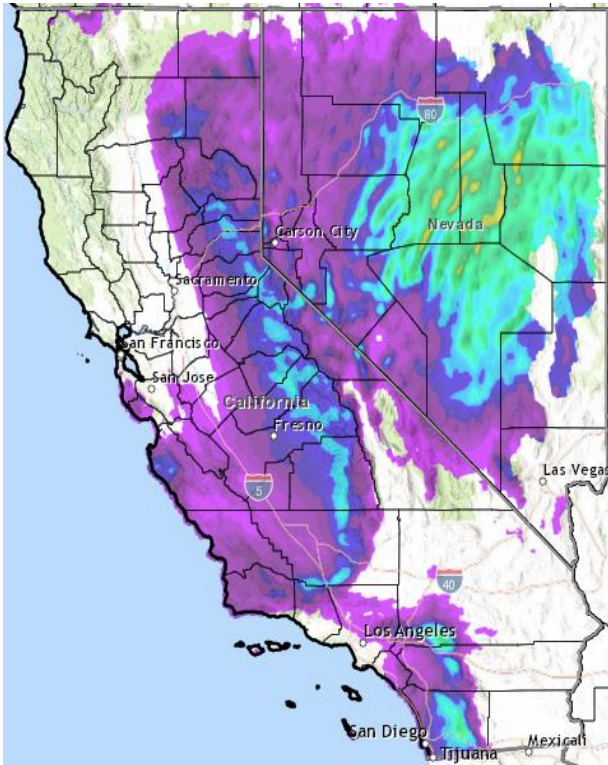 80
Nevada
Carson City
Sacramento
San Francisco
San Jose
California
Fresno
5
Las Vegas
40
Los Angeles
San Diego
Mexicali
Tijuana